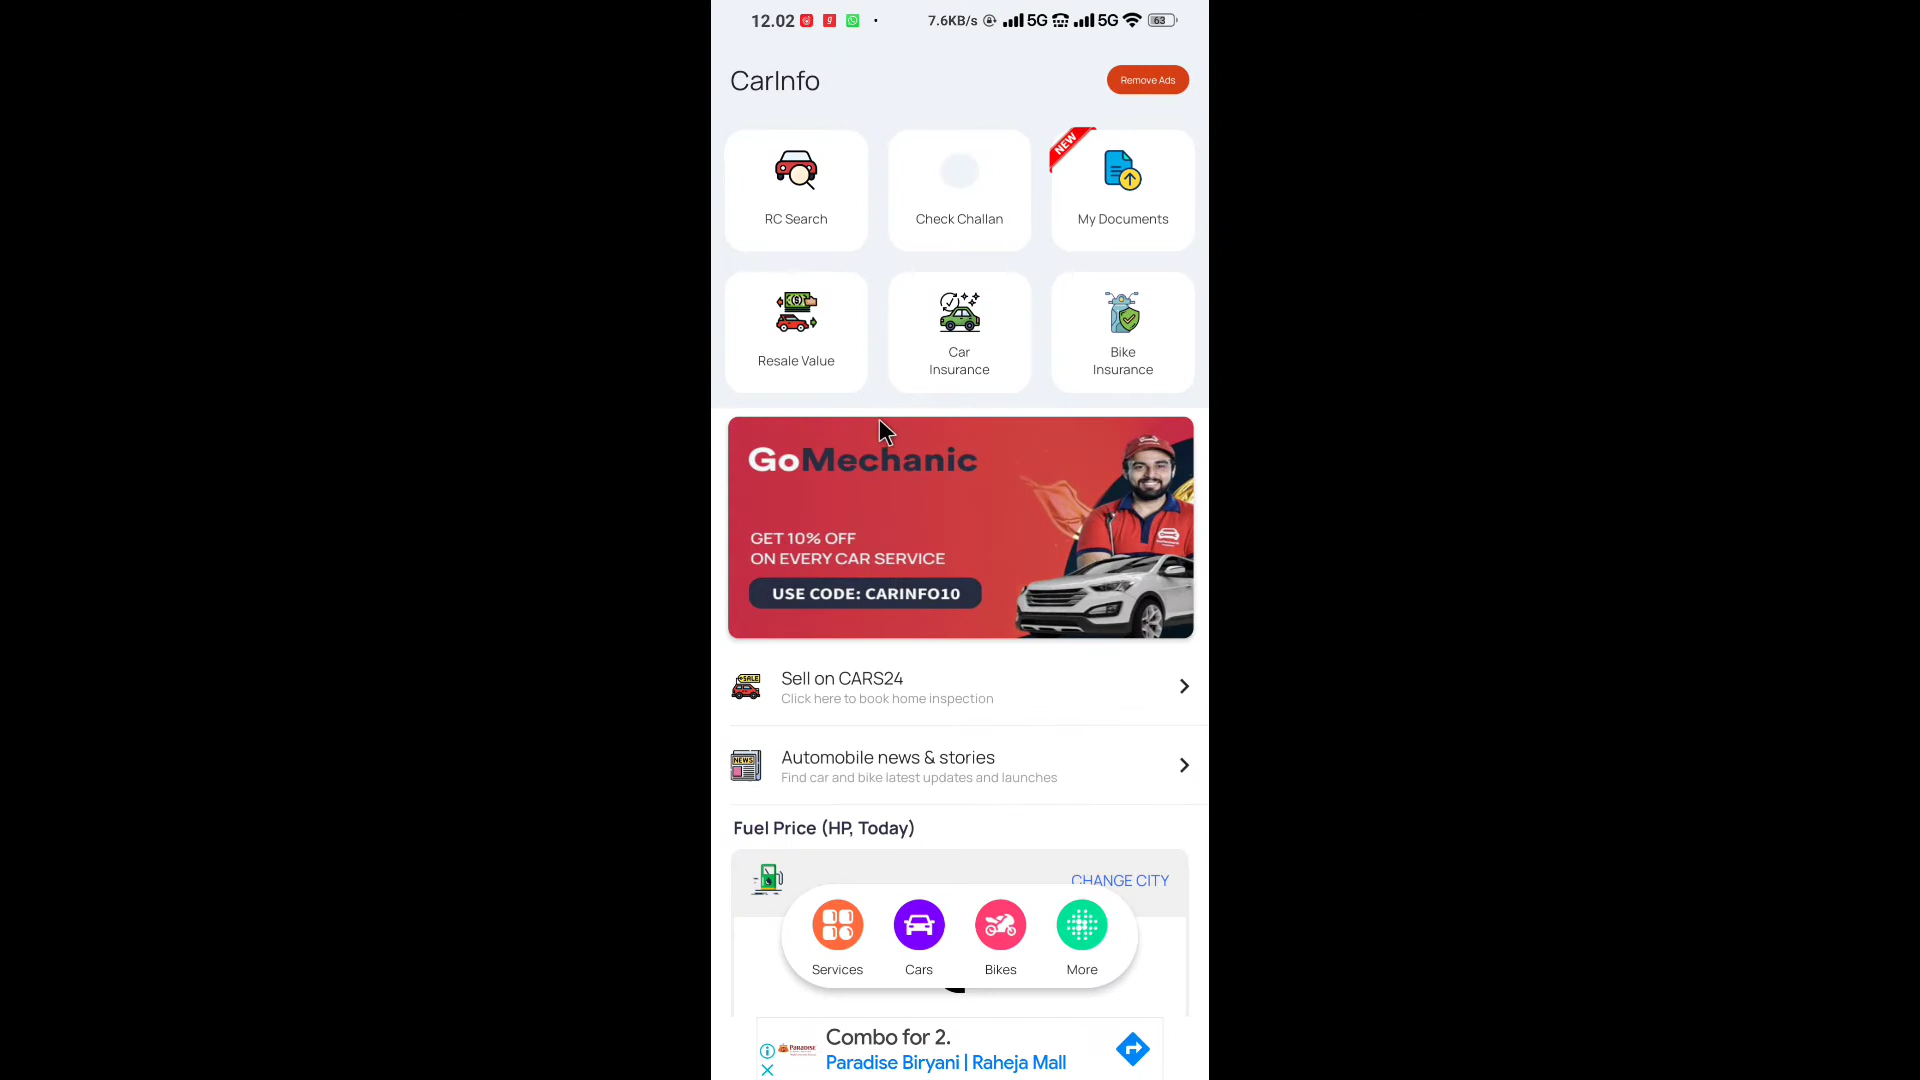 12.02
7.6KB/s 5G 5G 63
CarInfo
Remove Ads
NEW
RC Search
Check Challan
My Documents
Resale Value
Car
Insurance
Bike
Insurance
GoMechanic
GET 10% OFF
ON EVERY CAR SERVICE
USE CODE: CARINFO10
SALE
Sell on CARS24
Click here to book home inspection
NEWS
Automobile news & stories
Find car and bike latest updates and launches
Fuel Price (HP, Today)
CHANGE CITY
Services
Cars
Bikes
More
PARADISE
Combo for 2.
Paradise Biryani | Raheja Mall